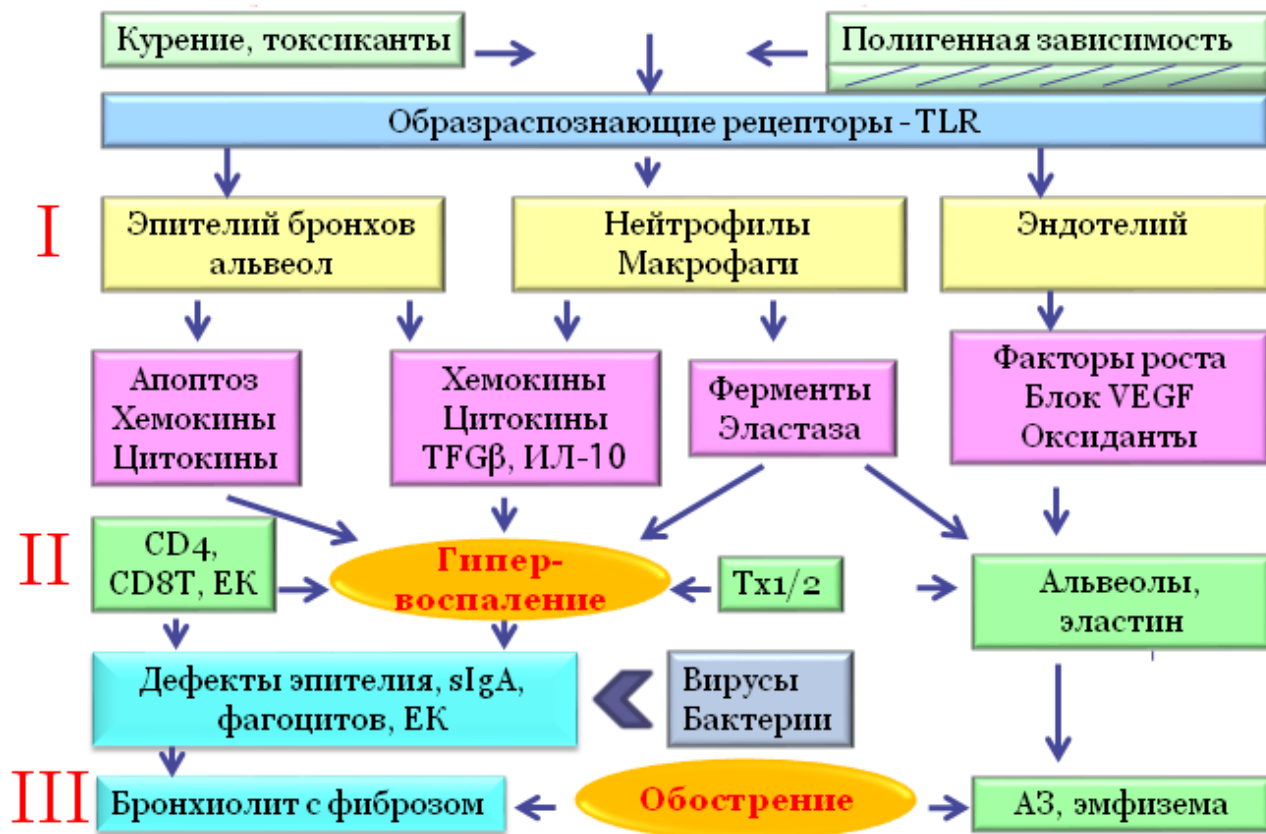 Курение, токсиканты
Полигенная зависимость
Образраспознающие рецепторы - TLR
I
Эпителий бронхов
альвеол
Нейтрофилы
Макрофаги
Эндотелий
Апоптоз
Хемокины
Цитокины
Хемокины
Цитокины
TFGβ, ИЛ-10
Ферменты
Эластаза
Факторы роста
Блок VEGF
Оксиданты
II
CD4,
CD8T, ЕК
Гипер-
воспаление
Тх1/2
Альвеолы,
эластин
Дефекты эпителия, sIgA,
фагоцитов, ЕК
Вирусы
Бактерии
III
Бронхиолит с фиброзом
Обострение
АЗ, эмфизема